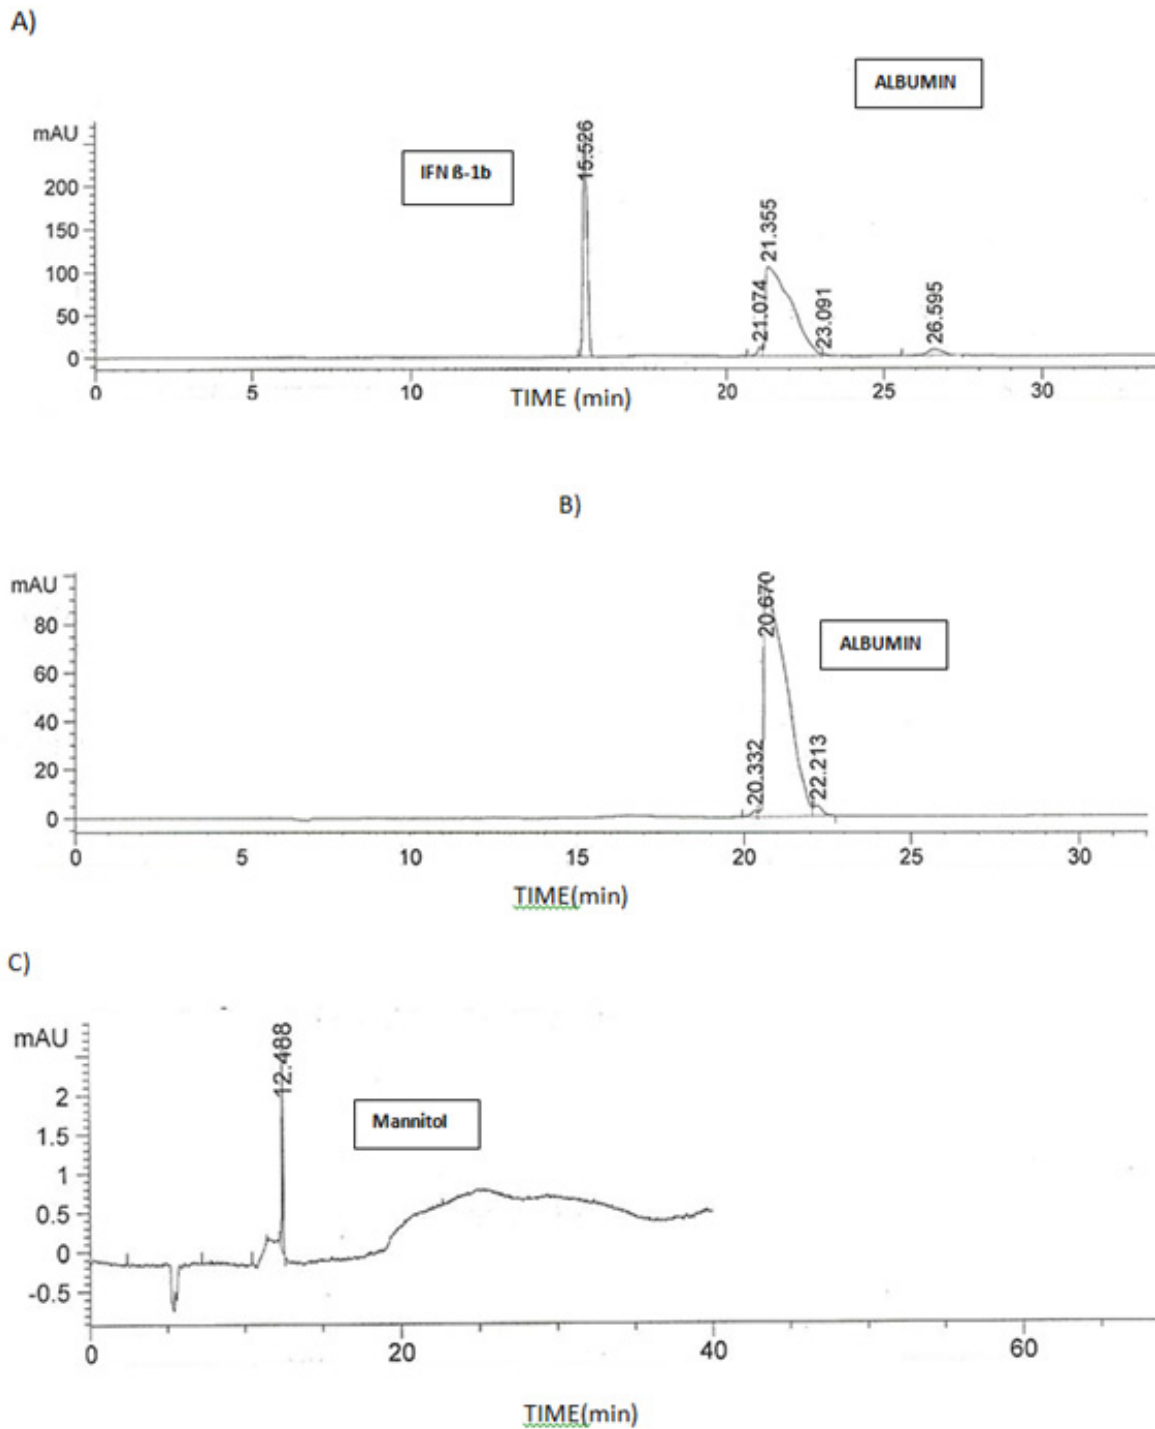 A)
ALBUMIN
mAU
IFN ß-1b
15.526
21.074
21.355
23.091
26.595
200
150
100
50
0
0 5 10 20 25 30
TIME (min)
B)
mAU
20.332
20.670
22.213
ALBUMIN
80
60
40
20
0
0 5 10 15 20 25 30
TIME(min)
C)
mAU
12.488
Mannitol
2
1.5
1
0.5
0
-0.5
0 20 40 60
TIME(min)